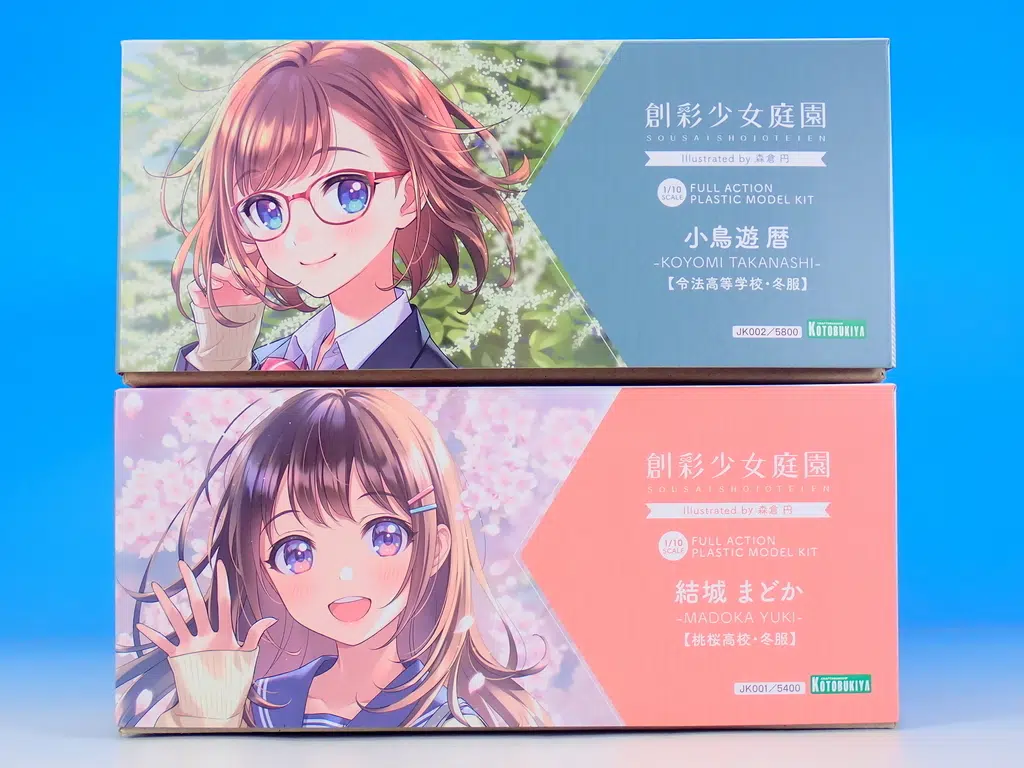 創彩少女庭園
SOUSAISHOJOTEIEN
Illustrated by 森倉 円
1/10
SCALE
FULL ACTION
PLASTIC MODEL KIT
小鳥遊 暦
-KOYOMI TAKANASHI-
【令法高等学校・冬服】
JK002/5800
KOTOBUKIYA
創彩少女庭園
SOUSAISHOJOTEIEN
Illustrated by 森倉 円
1/10
SCALE
FULL ACTION
PLASTIC MODEL KIT
結城 まどか
-MADOKA YUKI-
【桃桜高校・冬服】
JK001/5400
KOTOBUKIYA